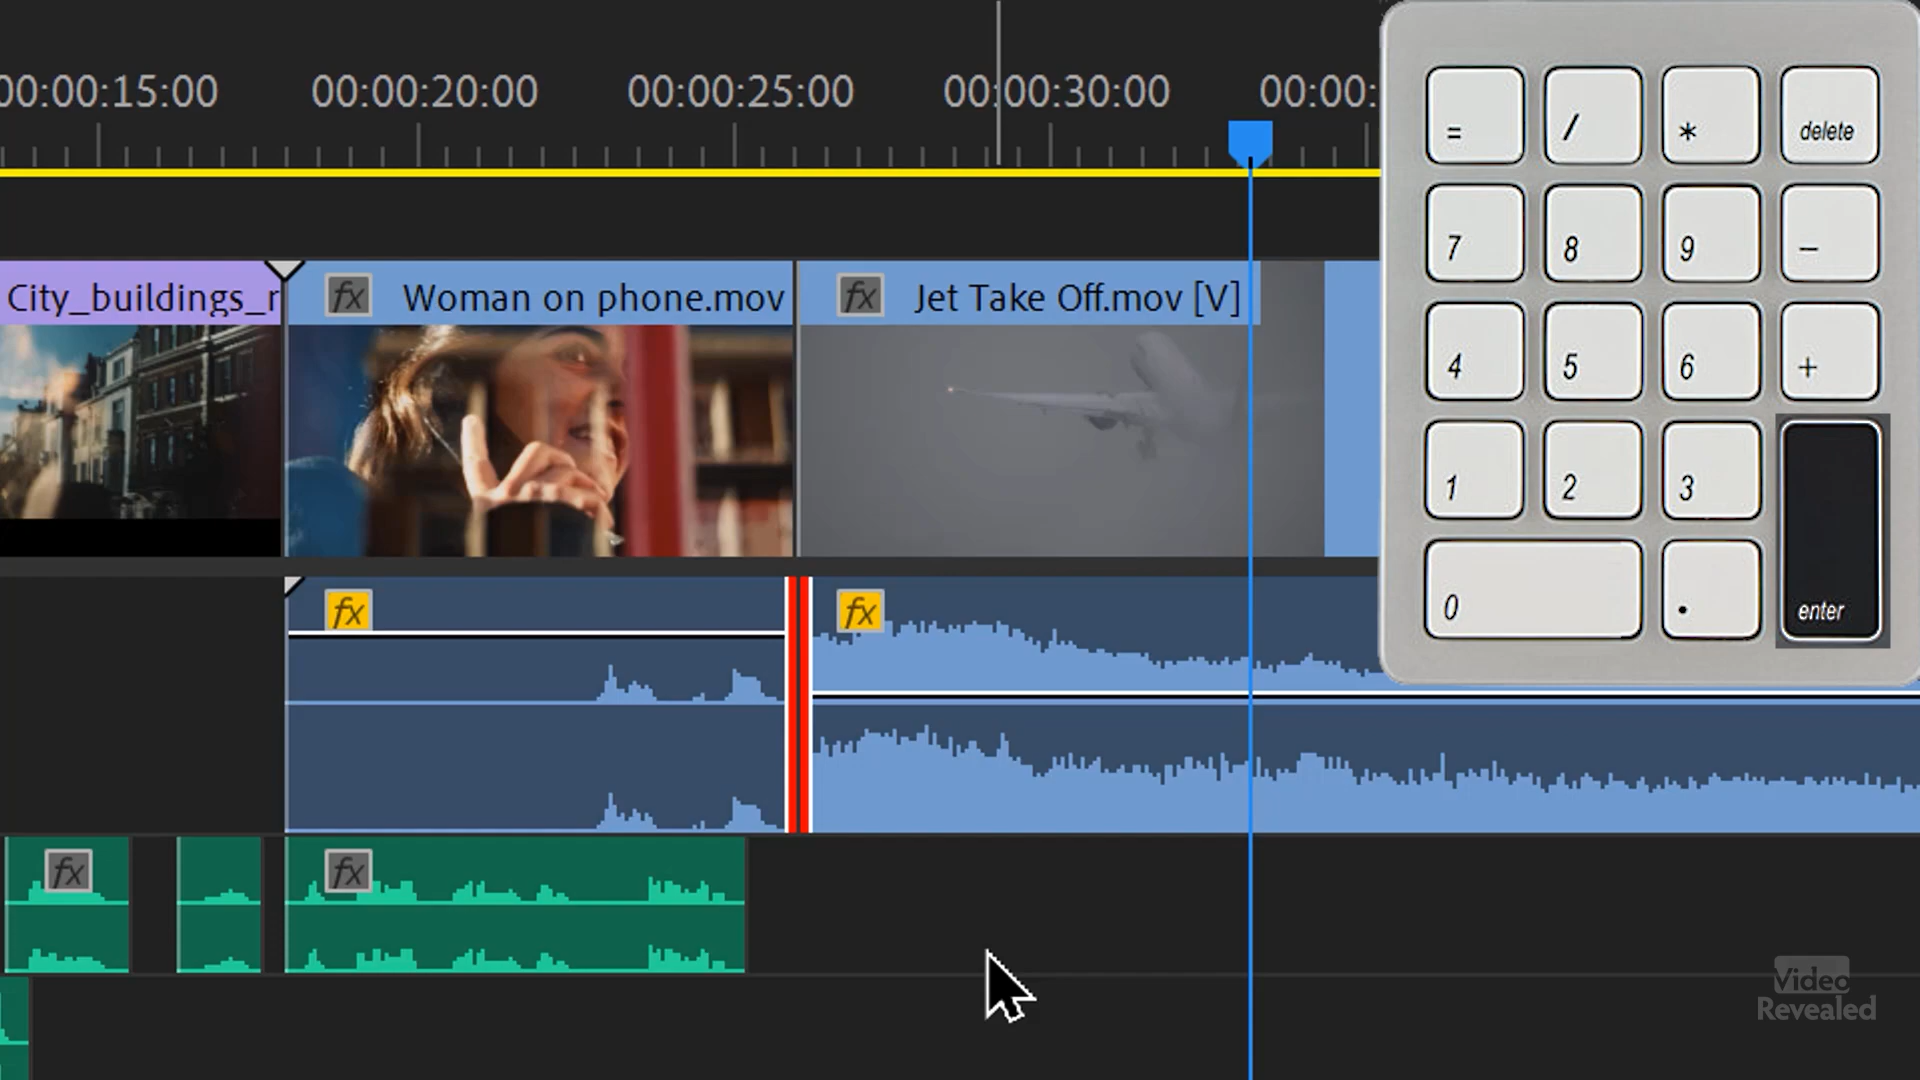 00:00:15:00 00:00:20:00 00:00:25:00 00:00:30:00 00:00:
City_buildings_r fx Woman on phone.mov fx Jet Take Off.mov [V]
fx fx
fx fx
= / * delete
7 8 9 –
4 5 6 +
1 2 3
0 . enter
Video
Revealed